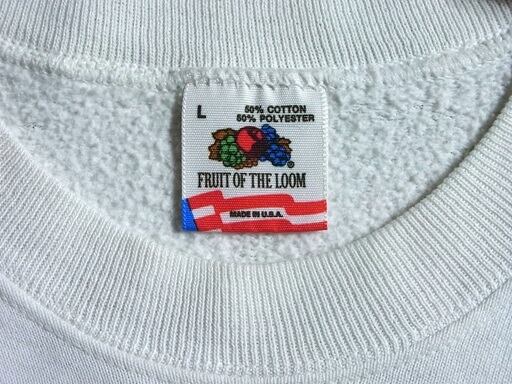 L
50% COTTON
50% POLYESTER
®
FRUIT OF THE LOOM
MADE IN U.S.A.